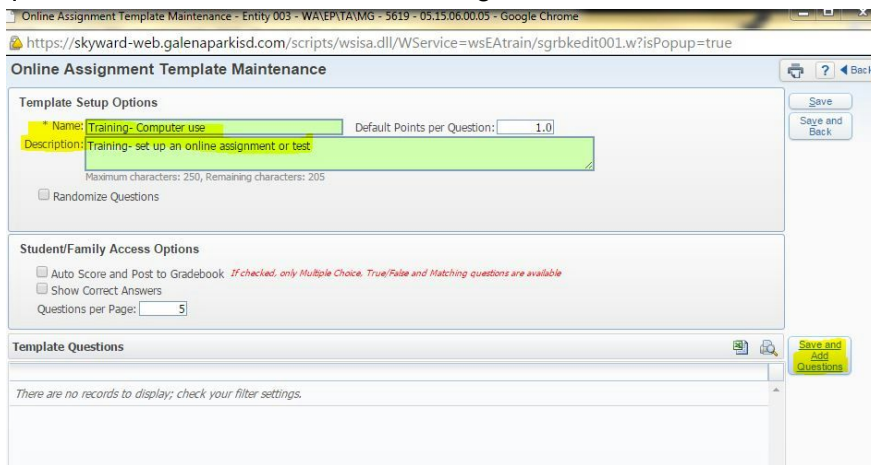 Online Assignment Template Maintenance - Entity 003 - WA\EP\TA\MG - 5619 - 05.15.06.00.05 - Google Chrome
https://skyward-web.galenaparkisd.com/scripts/wsisa.dll/WService=wsEAtrain/sgrbkedit001.w?isPopup=true
Online Assignment Template Maintenance
? Back
Template Setup Options
Save
* Name: Training- Computer use Default Points per Question: 1.0
Save and Back
Description: Training- set up an online assignment or test
Maximum characters: 250, Remaining characters: 205
Randomize Questions
Student/Family Access Options
Auto Score and Post to Gradebook If checked, only Multiple Choice, True/False and Matching questions are available
Show Correct Answers
Questions per Page: 5
Template Questions
Save and Add Questions
There are no records to display; check your filter settings.